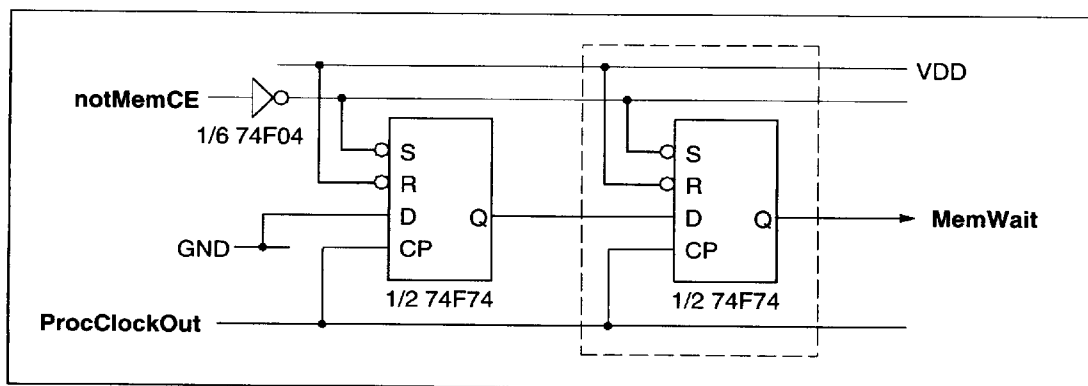 VDD
notMemCE
1/6 74F04
S
R
D
Q
CP
1/2 74F74
S
R
D
Q
CP
1/2 74F74
MemWait
GND
ProcClockOut